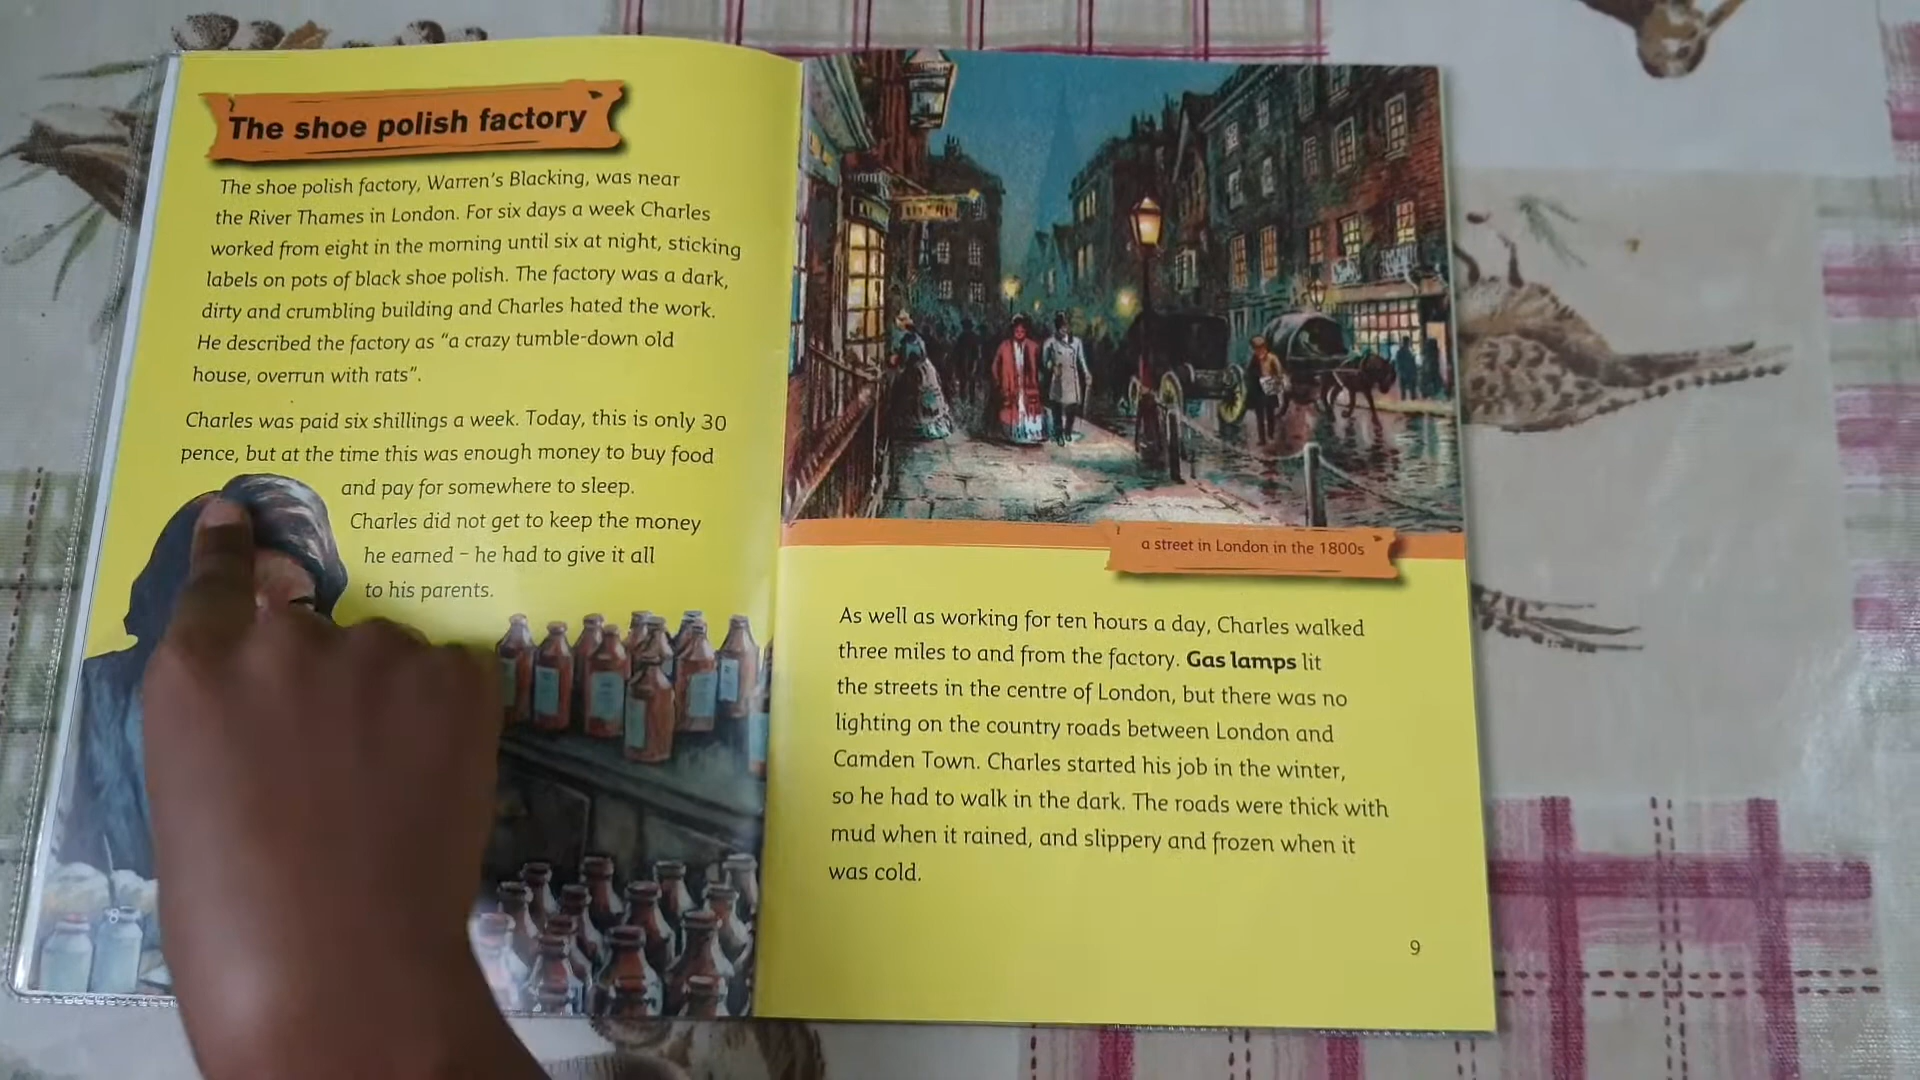 The shoe polish factory
The shoe polish factory, Warren's Blacking, was near
the River Thames in London. For six days a week Charles
worked from eight in the morning until six at night, sticking
labels on pots of black shoe polish. The factory was a dark,
dirty and crumbling building and Charles hated the work.
He described the factory as "a crazy tumble-down old
house, overrun with rats".
Charles was paid six shillings a week. Today, this is only 30
pence, but at the time this was enough money to buy food
and pay for somewhere to sleep.
Charles did not get to keep the money
he earned – he had to give it all
to his parents.
8
a street in London in the 1800s
As well as working for ten hours a day, Charles walked
three miles to and from the factory. Gas lamps lit
the streets in the centre of London, but there was no
lighting on the country roads between London and
Camden Town. Charles started his job in the winter,
so he had to walk in the dark. The roads were thick with
mud when it rained, and slippery and frozen when it
was cold.
9